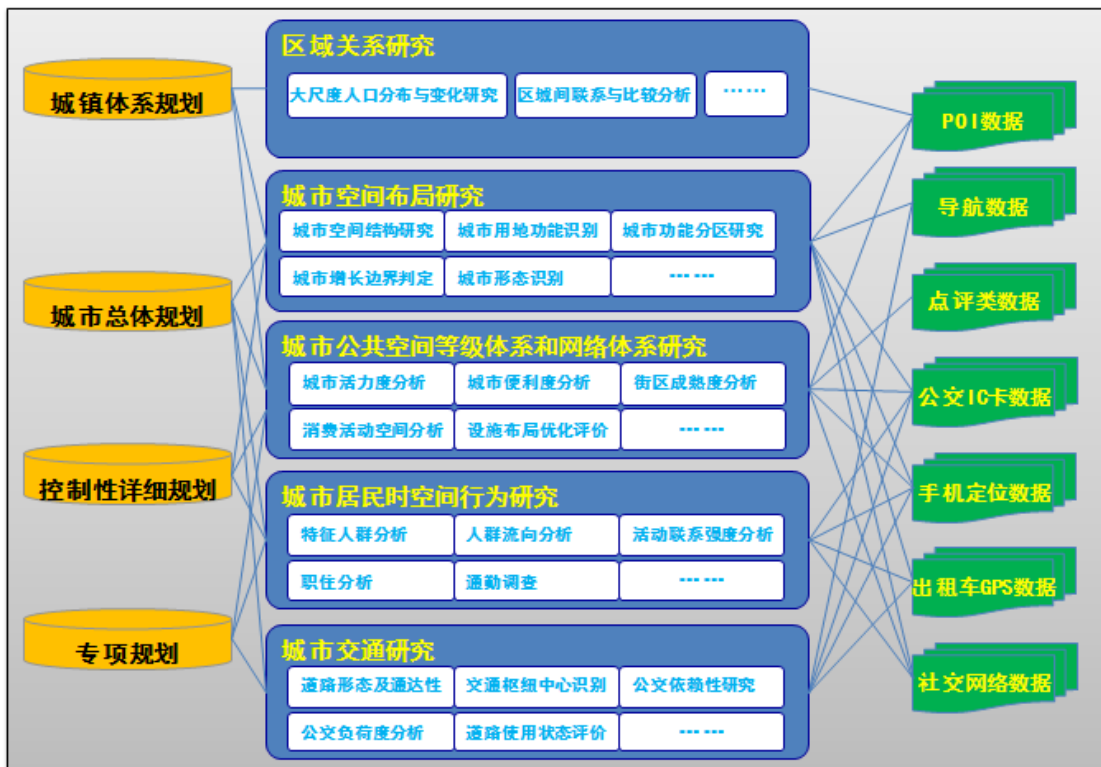 城镇体系规划
城市总体规划
控制性详细规划
专项规划
区域关系研究
大尺度人口分布与变化研究
区域间联系与比较分析
……
城市空间布局研究
城市空间结构研究
城市用地功能识别
城市功能分区研究
城市增长边界判定
城市形态识别
……
城市公共空间等级体系和网络体系研究
城市活力度分析
城市便利度分析
街区成熟度分析
消费活动空间分析
设施布局优化评价
……
城市居民时空间行为研究
特征人群分析
人群流向分析
活动联系强度分析
职住分析
通勤调查
……
城市交通研究
道路形态及通达性
交通枢纽中心识别
公交依赖性研究
公交负荷度分析
道路使用状态评价
……
POI数据
导航数据
点评类数据
公交IC卡数据
手机定位数据
出租车GPS数据
社交网络数据